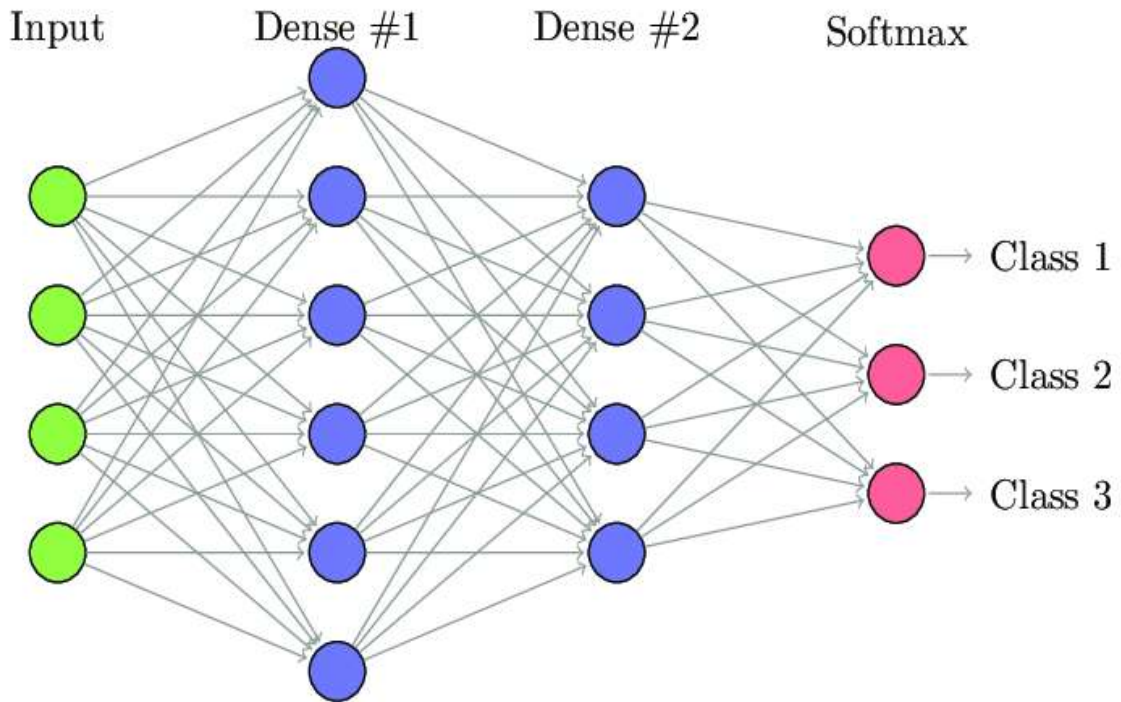 Input
Dense #1
Dense #2
Softmax
Class 1
Class 2
Class 3